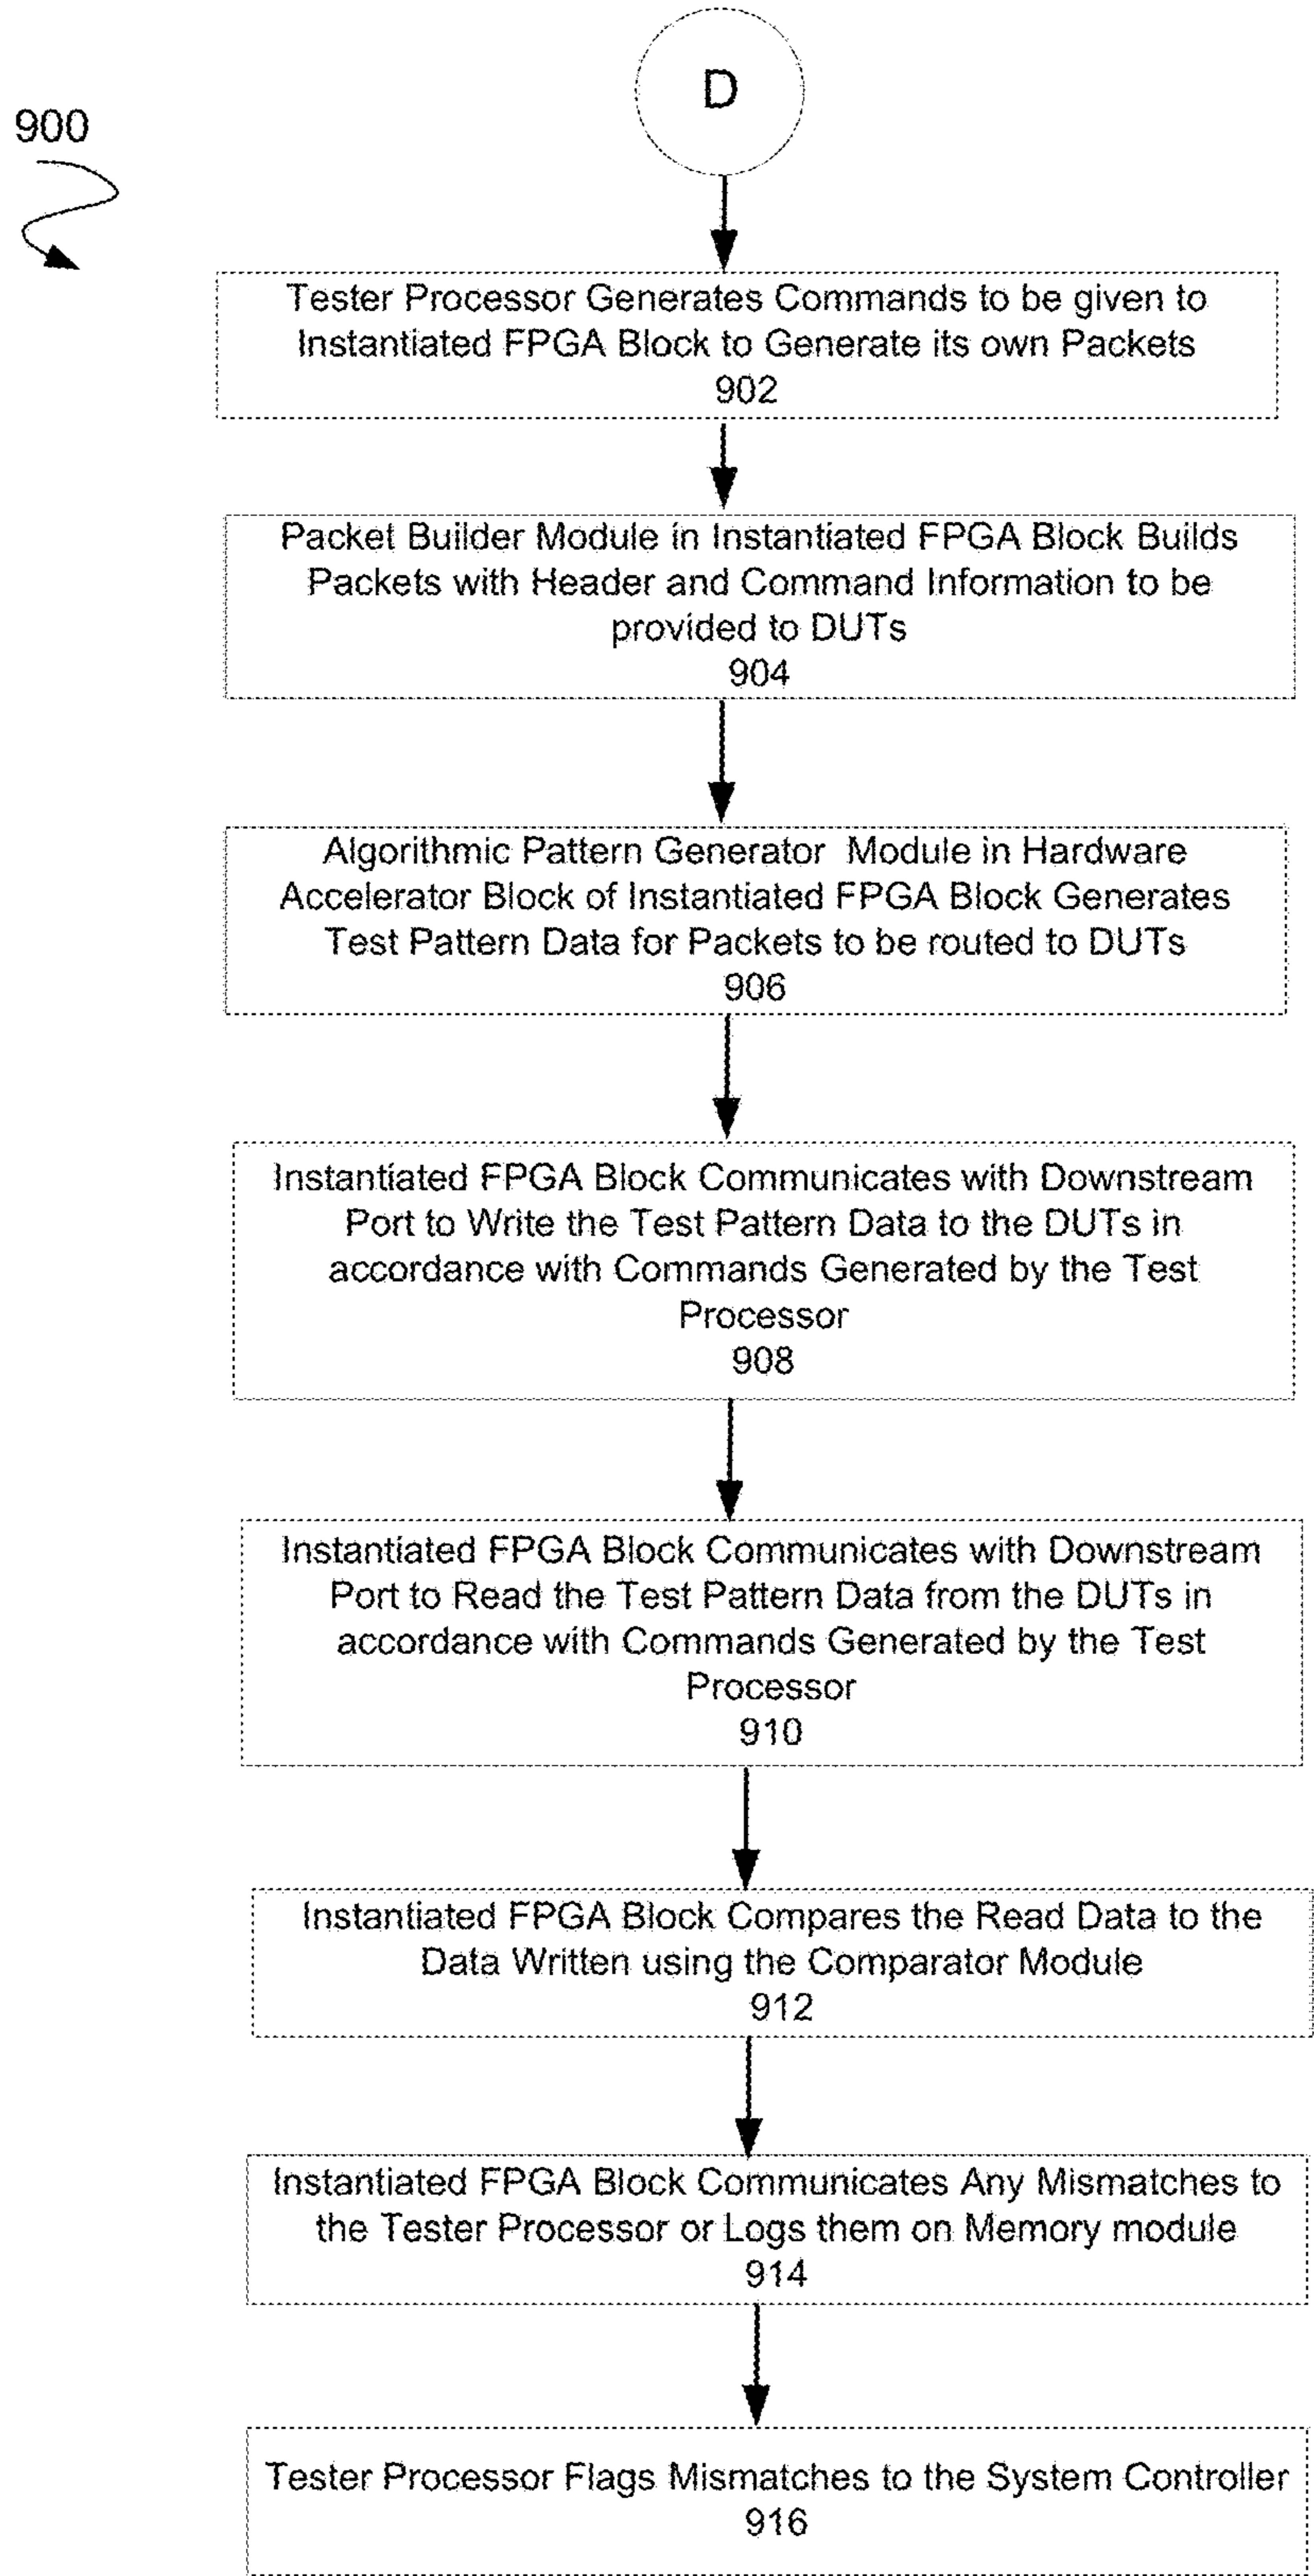 D
900
Tester Processor Generates Commands to be given to
Instantiated FPGA Block to Generate its own Packets
902
Packet Builder Module in Instantiated FPGA Block Builds
Packets with Header and Command Information to be
provided to DUTs
904
Algorithmic Pattern Generator Module in Hardware
Accelerator Block of Instantiated FPGA Block Generates
Test Pattern Data for Packets to be routed to DUTs
906
Instantiated FPGA Block Communicates with Downstream
Port to Write the Test Pattern Data to the DUTs in
accordance with Commands Generated by the Test
Processor
908
Instantiated FPGA Block Communicates with Downstream
Port to Read the Test Pattern Data from the DUTs in
accordance with Commands Generated by the Test
Processor
910
Instantiated FPGA Block Compares the Read Data to the
Data Written using the Comparator Module
912
Instantiated FPGA Block Communicates Any Mismatches to
the Tester Processor or Logs them on Memory module
914
Tester Processor Flags Mismatches to the System Controller
916